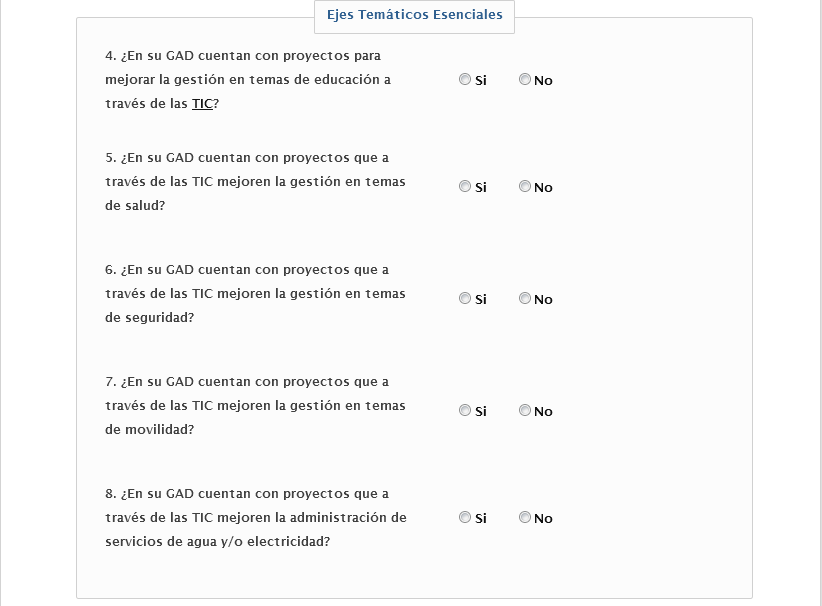 Ejes Temáticos Esenciales
4. ¿En su GAD cuentan con proyectos para
mejorar la gestión en temas de educación a
través de las TIC?
Si No
5. ¿En su GAD cuentan con proyectos que a
través de las TIC mejoren la gestión en temas
de salud?
Si No
6. ¿En su GAD cuentan con proyectos que a
través de las TIC mejoren la gestión en temas
de seguridad?
Si No
7. ¿En su GAD cuentan con proyectos que a
través de las TIC mejoren la gestión en temas
de movilidad?
Si No
8. ¿En su GAD cuentan con proyectos que a
través de las TIC mejoren la administración de
servicios de agua y/o electricidad?
Si No